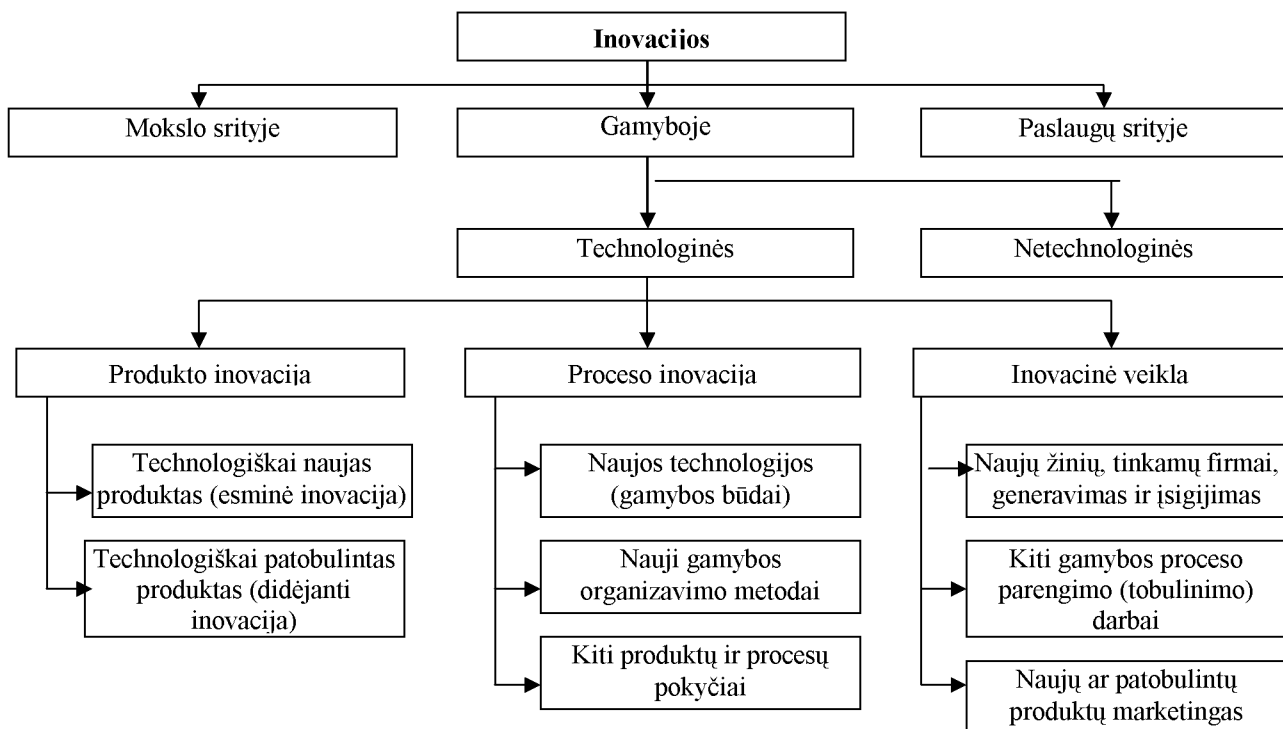 Inovacijos
Mokslo srityje
Gamyboje
Paslaugų srityje
Technologinės
Netechnologinės
Produkto inovacija
Proceso inovacija
Inovacinė veikla
Technologiškai naujas
produktas (esminė inovacija)
Technologiškai patobulintas
produktas (didėjanti
inovacija)
Naujos technologijos
(gamybos būdai)
Nauji gamybos
organizavimo metodai
Kiti produktų ir procesų
pokyčiai
Naujų žinių, tinkamų firmai,
generavimas ir įsigijimas
Kiti gamybos proceso
parengimo (tobulinimo)
darbai
Naujų ar patobulintų
produktų marketingas